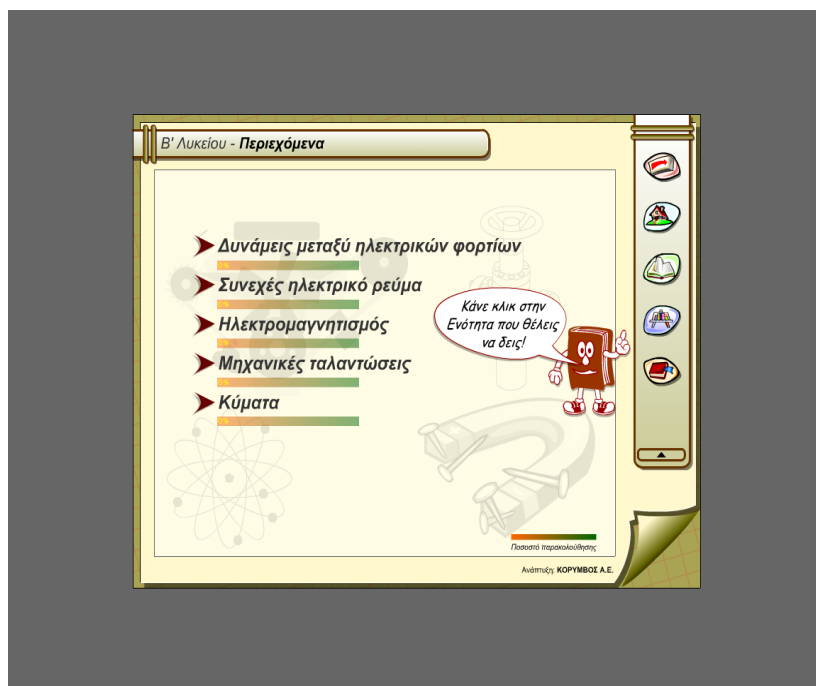 Β' Λυκείου - Περιεχόμενα
Δυνάμεις μεταξύ ηλεκτρικών φορτίων
0%
Συνεχές ηλεκτρικό ρεύμα
0%
Ηλεκτρομαγνητισμός
0%
Μηχανικές ταλαντώσεις
0%
Κύματα
0%
Κάνε κλικ στην
Ενότητα που θέλεις
να δεις!
Ποσοστό παρακολούθησης
Ανάπτυξη: ΚΟΡΥΜΒΟΣ Α.Ε.